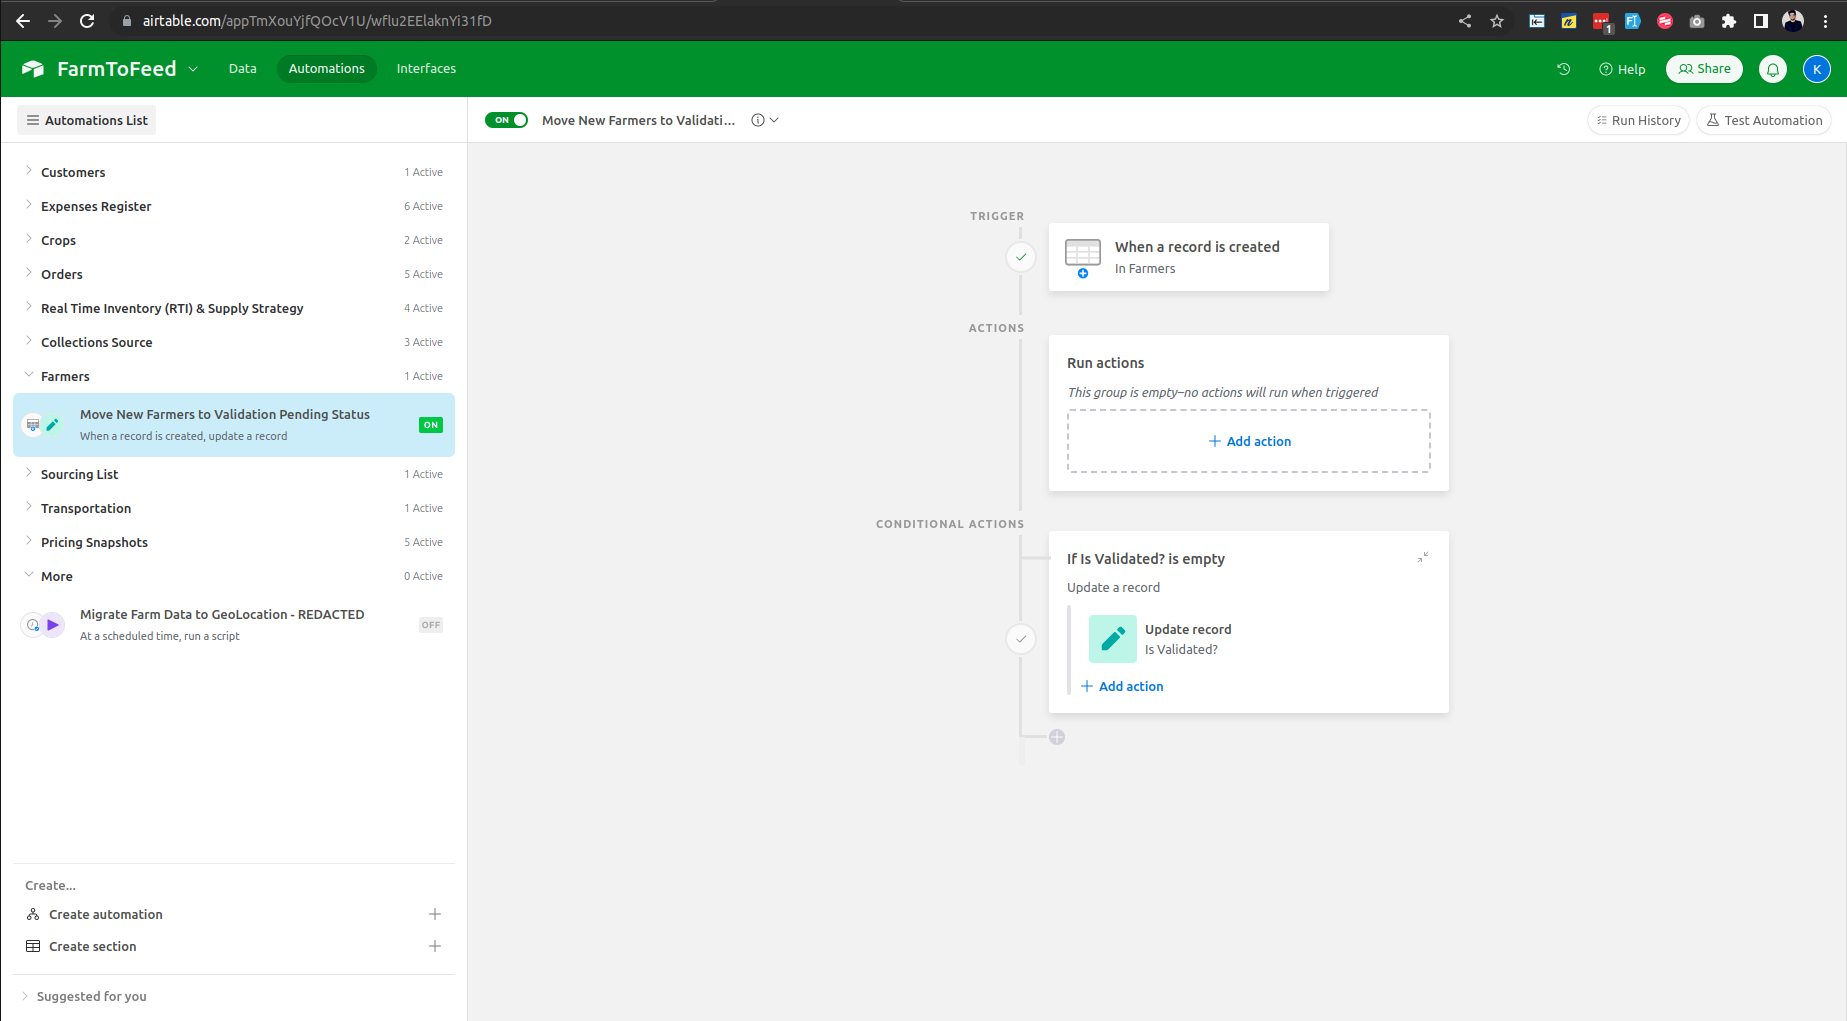 airtable.com/appTmXouYjfQOcV1U/wflu2EElaknYi31fD
1
FarmToFeed
Data
Automations
Interfaces
Help
Share
K
Automations List
ON
Move New Farmers to Validati...
Run History
Test Automation
Customers 1 Active
Expenses Register 6 Active
Crops 2 Active
Orders 5 Active
Real Time Inventory (RTI) & Supply Strategy 4 Active
Collections Source 3 Active
Farmers 1 Active
Move New Farmers to Validation Pending Status
When a record is created, update a record
ON
Sourcing List 1 Active
Transportation 1 Active
Pricing Snapshots 5 Active
More 0 Active
Migrate Farm Data to GeoLocation - REDACTED
At a scheduled time, run a script
OFF
Create...
Create automation
Create section
Suggested for you
TRIGGER
When a record is created
In Farmers
ACTIONS
Run actions
This group is empty–no actions will run when triggered
Add action
CONDITIONAL ACTIONS
If Is Validated? is empty
Update a record
Update record
Is Validated?
Add action